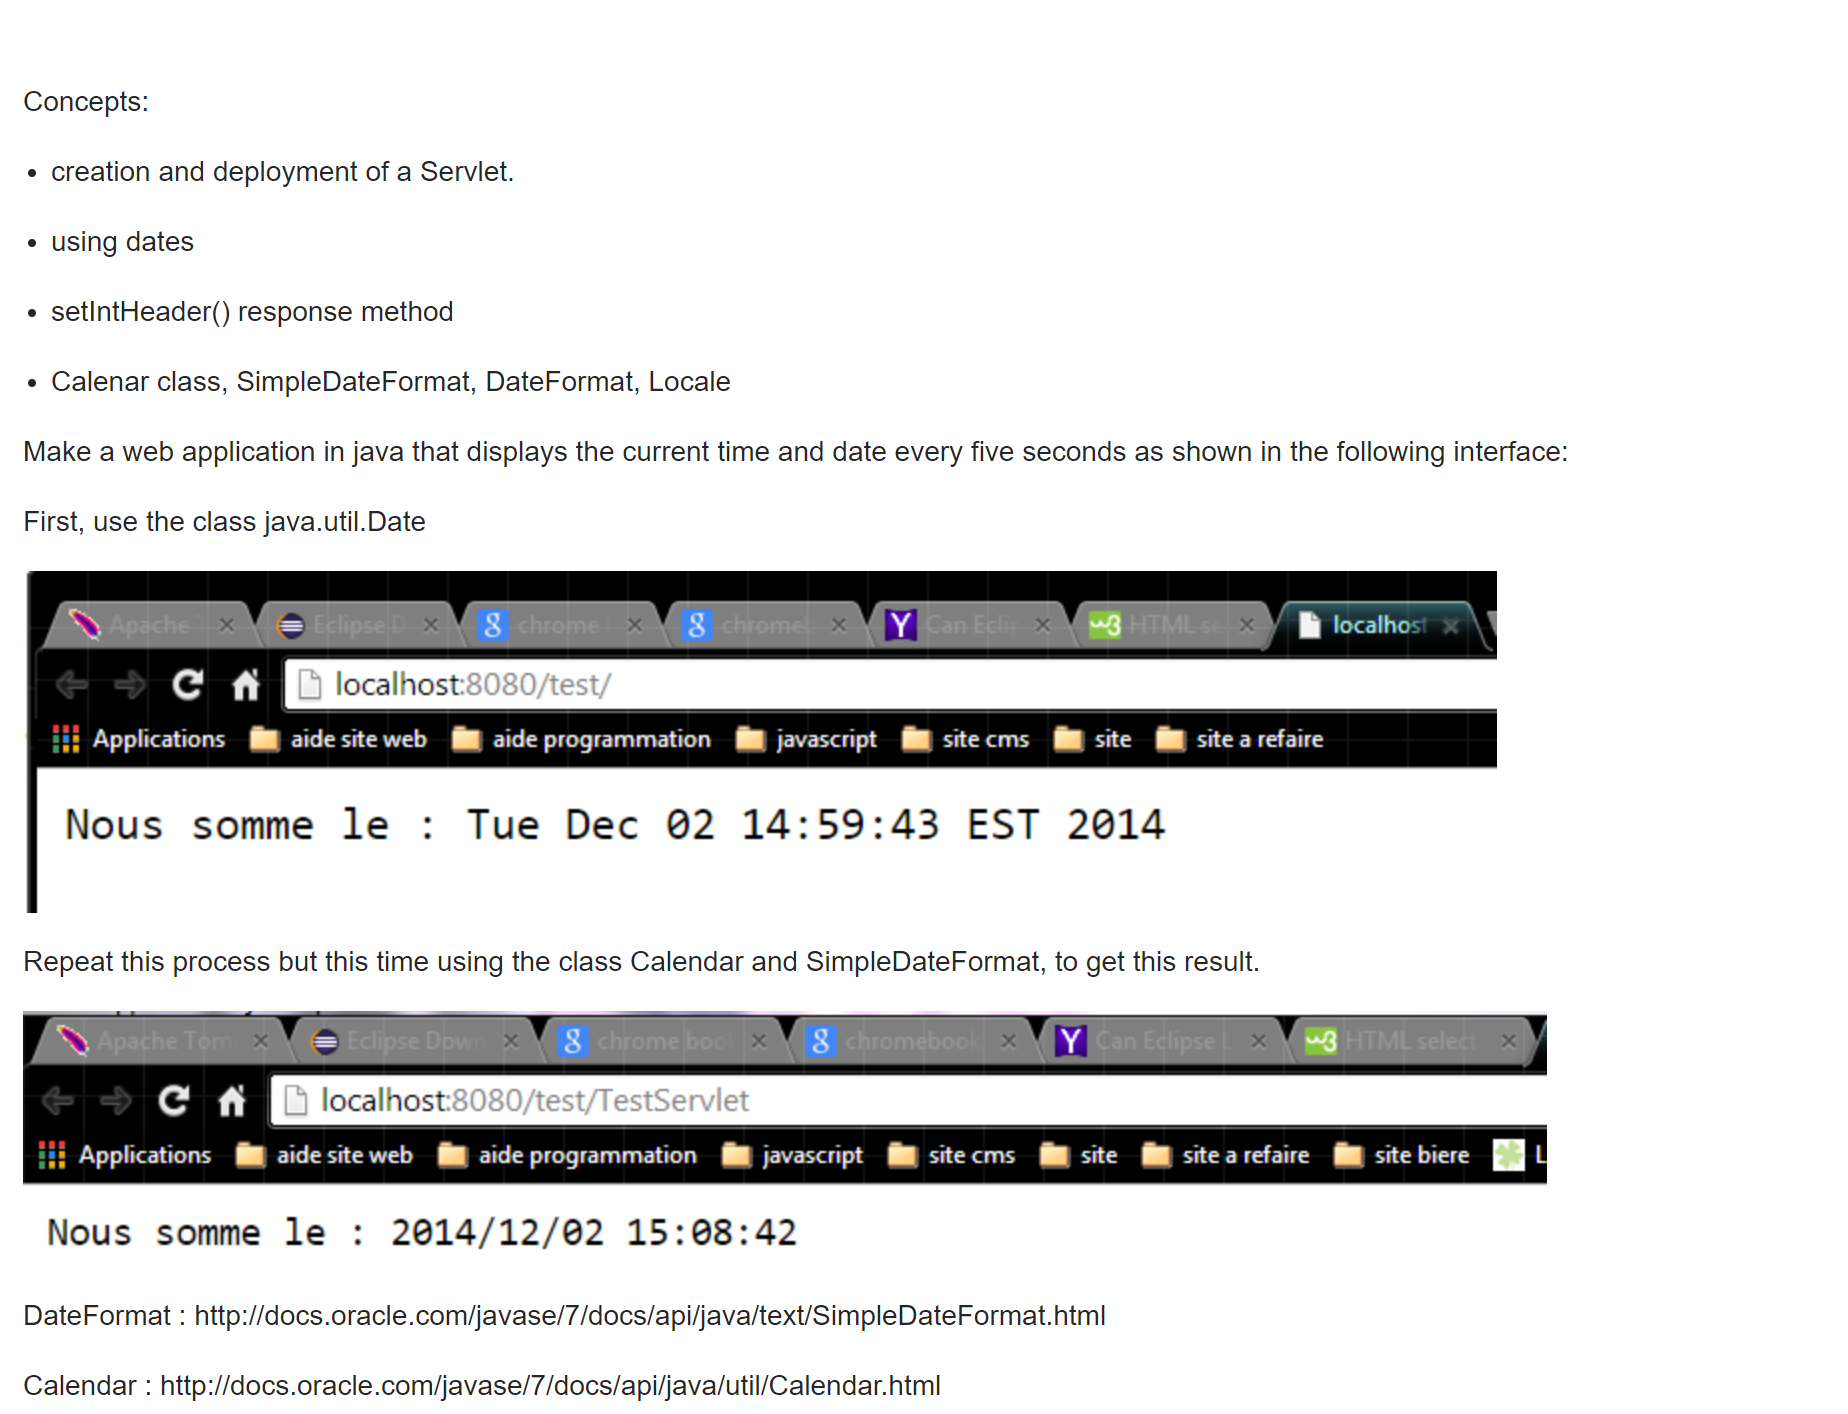 Concepts:
creation and deployment of a Servlet.
using dates
setIntHeader() response method
Calenar class, SimpleDateFormat, DateFormat, Locale
Make a web application in java that displays the current time and date every five seconds as shown in the following interface:
First, use the class java.util.Date
Apache Eclipse D chrome chrome Can Eclip HTML se localhost
localhost:8080/test/
Applications aide site web aide programmation javascript site cms site site a refaire
Nous somme le : Tue Dec 02 14:59:43 EST 2014
Repeat this process but this time using the class Calendar and SimpleDateFormat, to get this result.
Apache Tom Eclipse Down chrome book chromebook Can Eclipse HTML select
localhost:8080/test/TestServlet
Applications aide site web aide programmation javascript site cms site site a refaire site biere L
Nous somme le : 2014/12/02 15:08:42
DateFormat : http://docs.oracle.com/javase/7/docs/api/java/text/SimpleDateFormat.html
Calendar : http://docs.oracle.com/javase/7/docs/api/java/util/Calendar.html